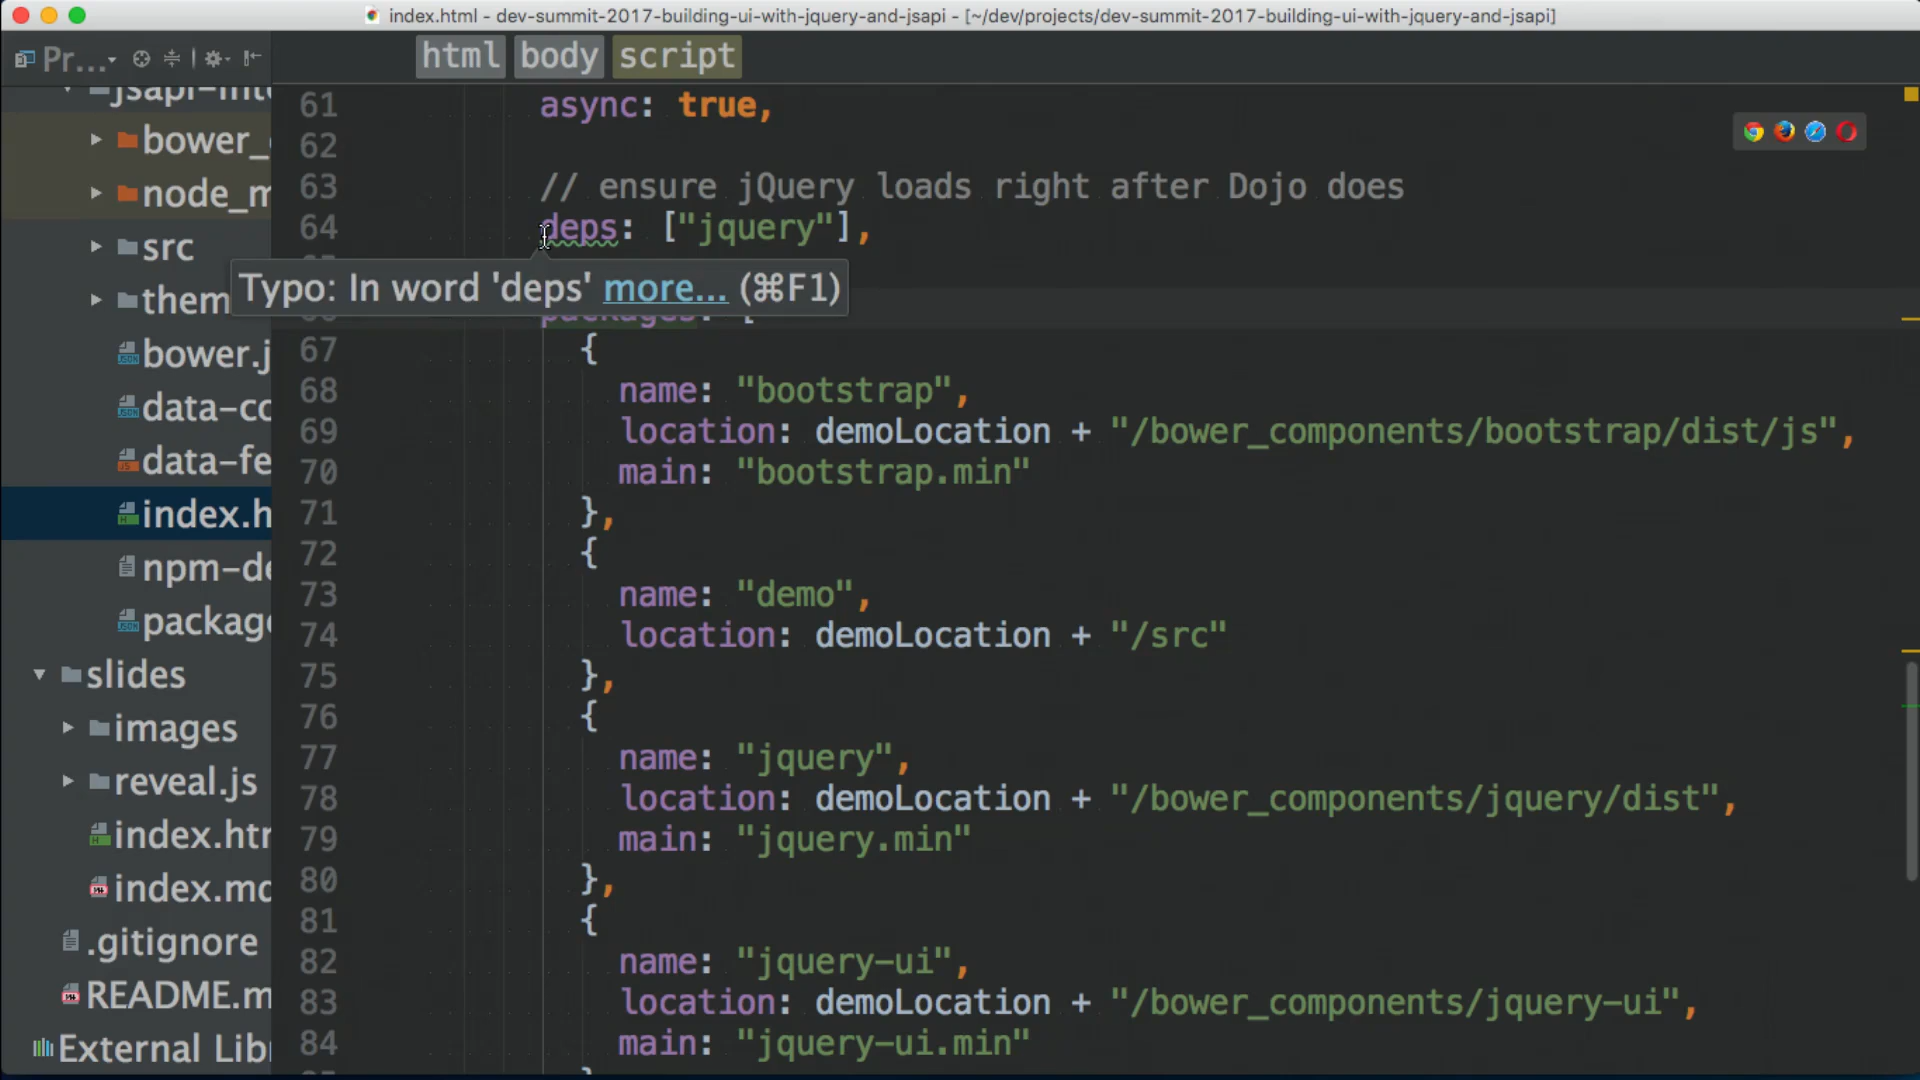 index.html - dev-summit-2017-building-ui-with-jquery-and-jsapi - [~/dev/projects/dev-summit-2017-building-ui-with-jquery-and-jsapi]
Pr...
html body script
bower_
node_m
src
them
bower.j
data-co
data-fe
index.h
npm-de
package
slides
images
reveal.js
index.htr
index.md
.gitignore
README.m
External Lib
61 async: true,
62
63 // ensure jQuery loads right after Dojo does
64 deps: ["jquery"],
Typo: In word 'deps' more... (⌘F1)
packages: [
67 {
68 name: "bootstrap",
69 location: demoLocation + "/bower_components/bootstrap/dist/js",
70 main: "bootstrap.min"
71 },
72 {
73 name: "demo",
74 location: demoLocation + "/src"
75 },
76 {
77 name: "jquery",
78 location: demoLocation + "/bower_components/jquery/dist",
79 main: "jquery.min"
80 },
81 {
82 name: "jquery-ui",
83 location: demoLocation + "/bower_components/jquery-ui",
84 main: "jquery-ui.min"